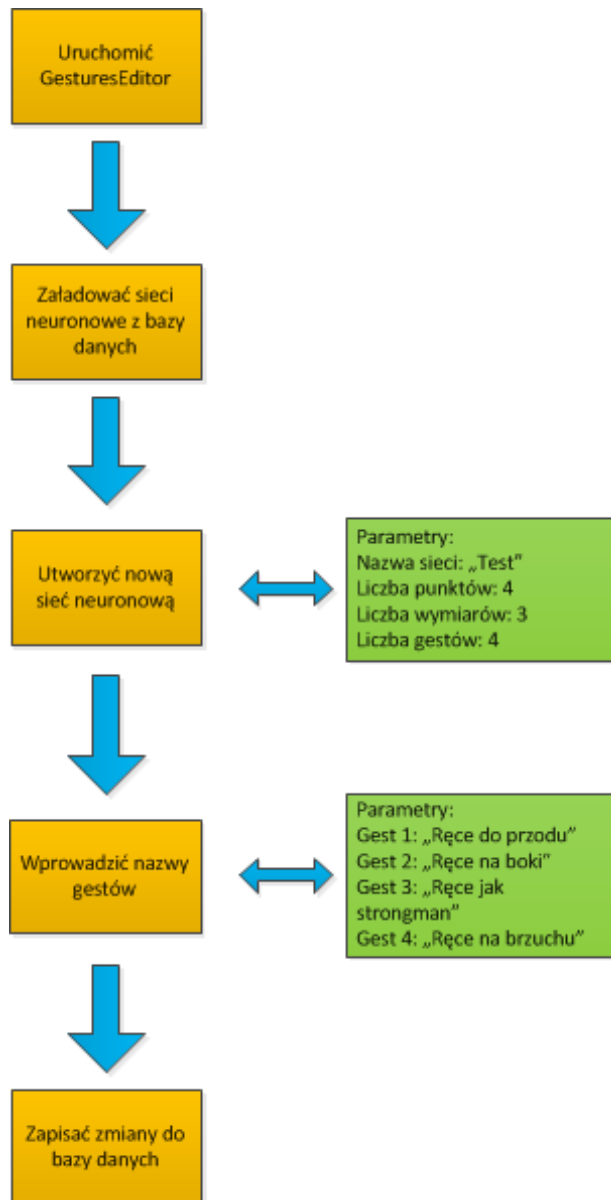 Uruchomić
GesturesEditor
Załadować sieci
neuronowe z bazy
danych
Utworzyć nową
sieć neuronową
Parametry:
Nazwa sieci: „Test”
Liczba punktów: 4
Liczba wymiarów: 3
Liczba gestów: 4
Wprowadzić nazwy
gestów
Parametry:
Gest 1: „Ręce do przodu”
Gest 2: „Ręce na boki”
Gest 3: „Ręce jak
strongman”
Gest 4: „Ręce na brzuchu”
Zapisać zmiany do
bazy danych